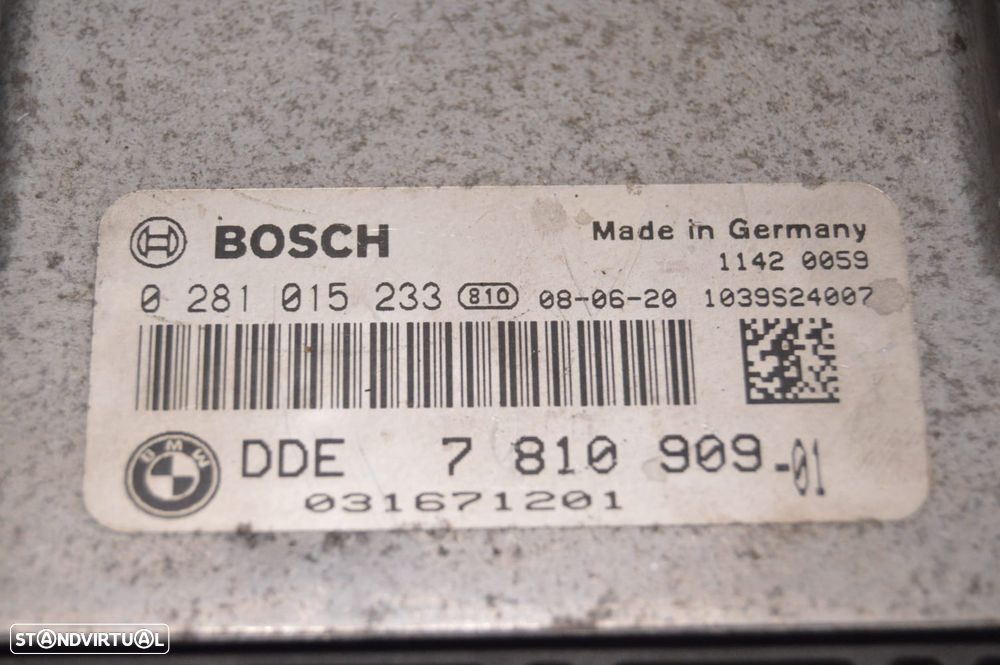 BOSCH
Made in Germany
1142 0059
0 281 015 233 810 08-06-20 1039S24007
BMW
DDE 7 810 909-01
031671201
STANDVIRTUAL